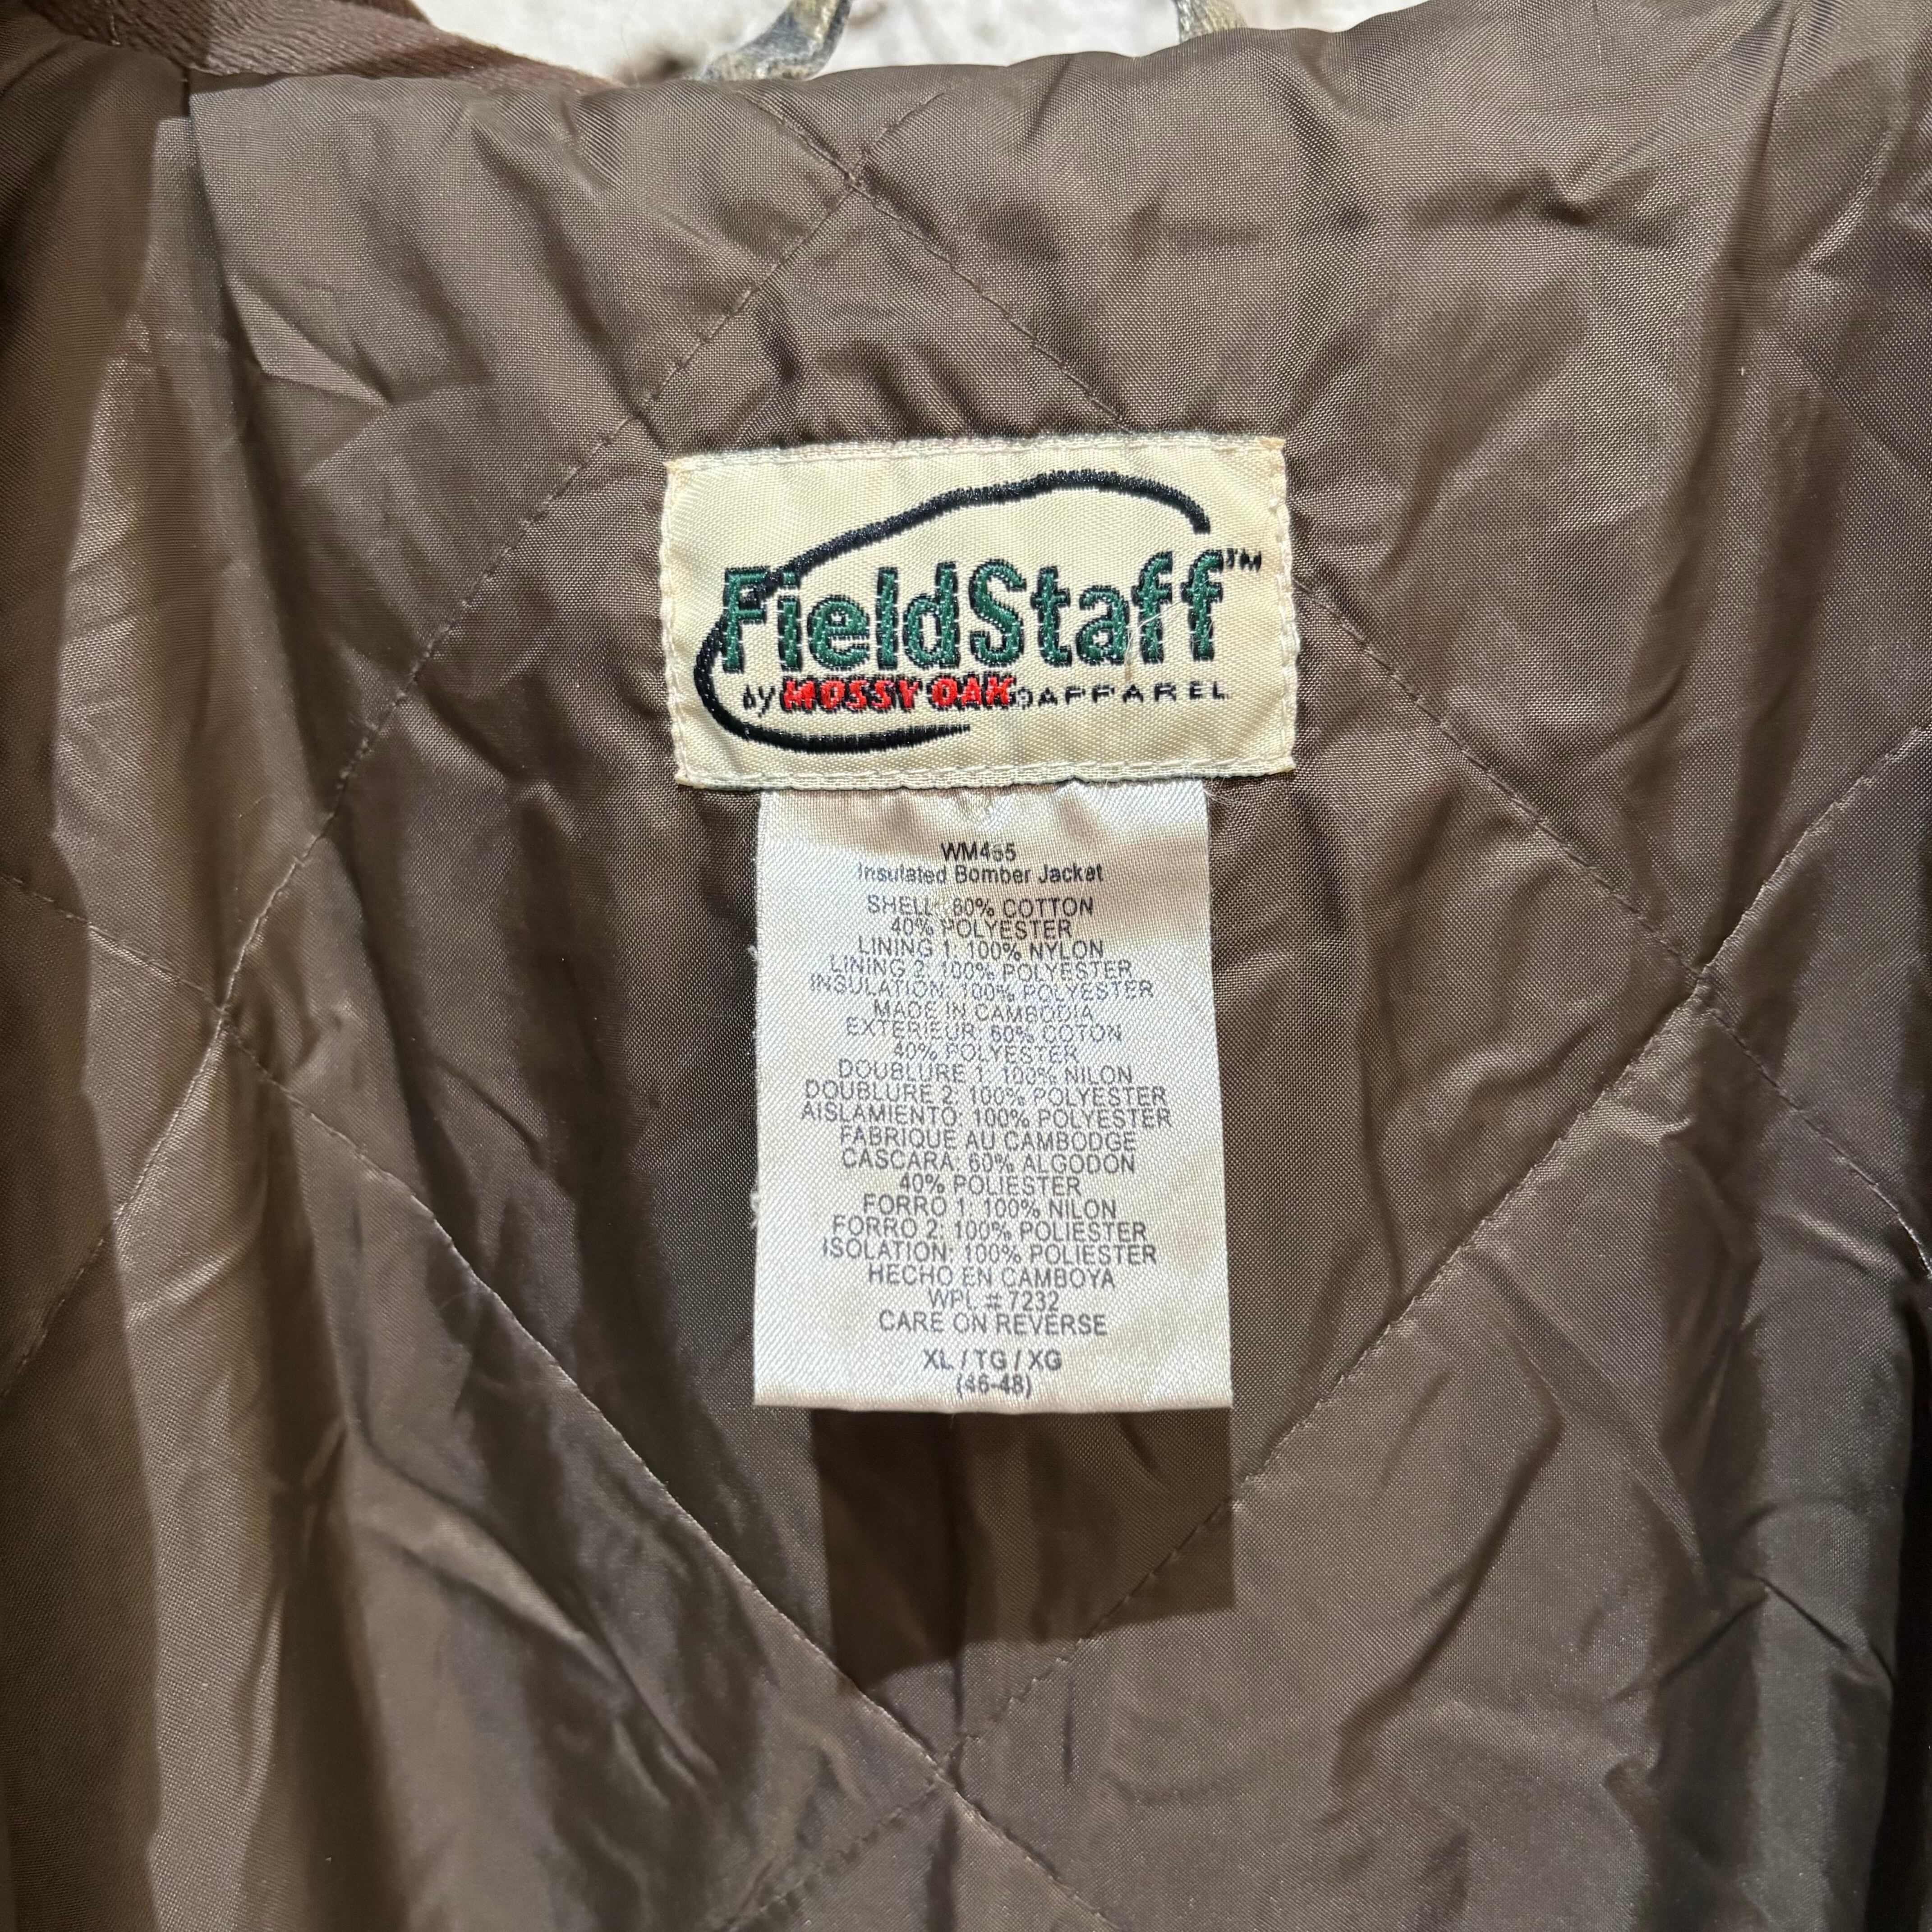 FieldStaff™
by MOSSY OAK® APPAREL
WM455
Insulated Bomber Jacket
SHELL: 60% COTTON
40% POLYESTER
LINING 1: 100% NYLON
LINING 2: 100% POLYESTER
INSULATION: 100% POLYESTER
MADE IN CAMBODIA
EXTERIEUR: 60% COTON
40% POLYESTER
DOUBLURE 1: 100% NILON
DOUBLURE 2: 100% POLYESTER
AISLAMIENTO: 100% POLYESTER
FABRIQUE AU CAMBODGE
CASCARA: 60% ALGODON
40% POLIESTER
FORRO 1: 100% NILON
FORRO 2: 100% POLIESTER
ISOLATION: 100% POLIESTER
HECHO EN CAMBOYA
WPL # 7232
CARE ON REVERSE
XL / TG / XG
(46-48)